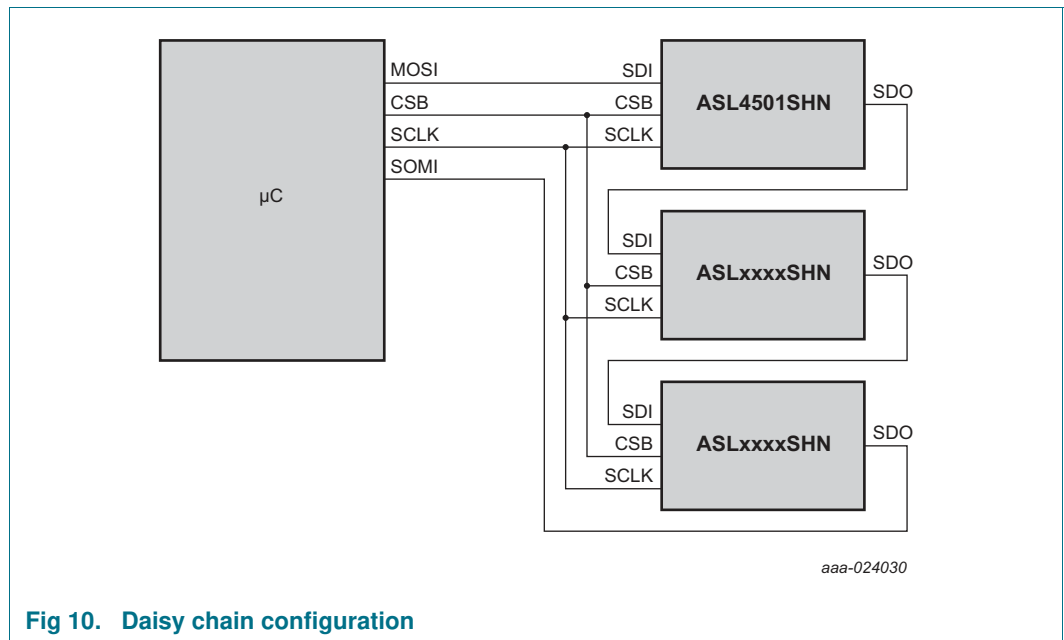 MOSI SDI
CSB CSB ASL4501SHN SDO
SCLK SCLK
SOMI
µC
SDI
CSB ASLxxxxSHN SDO
SCLK
SDI
CSB ASLxxxxSHN SDO
SCLK
aaa-024030
Fig 10. Daisy chain configuration